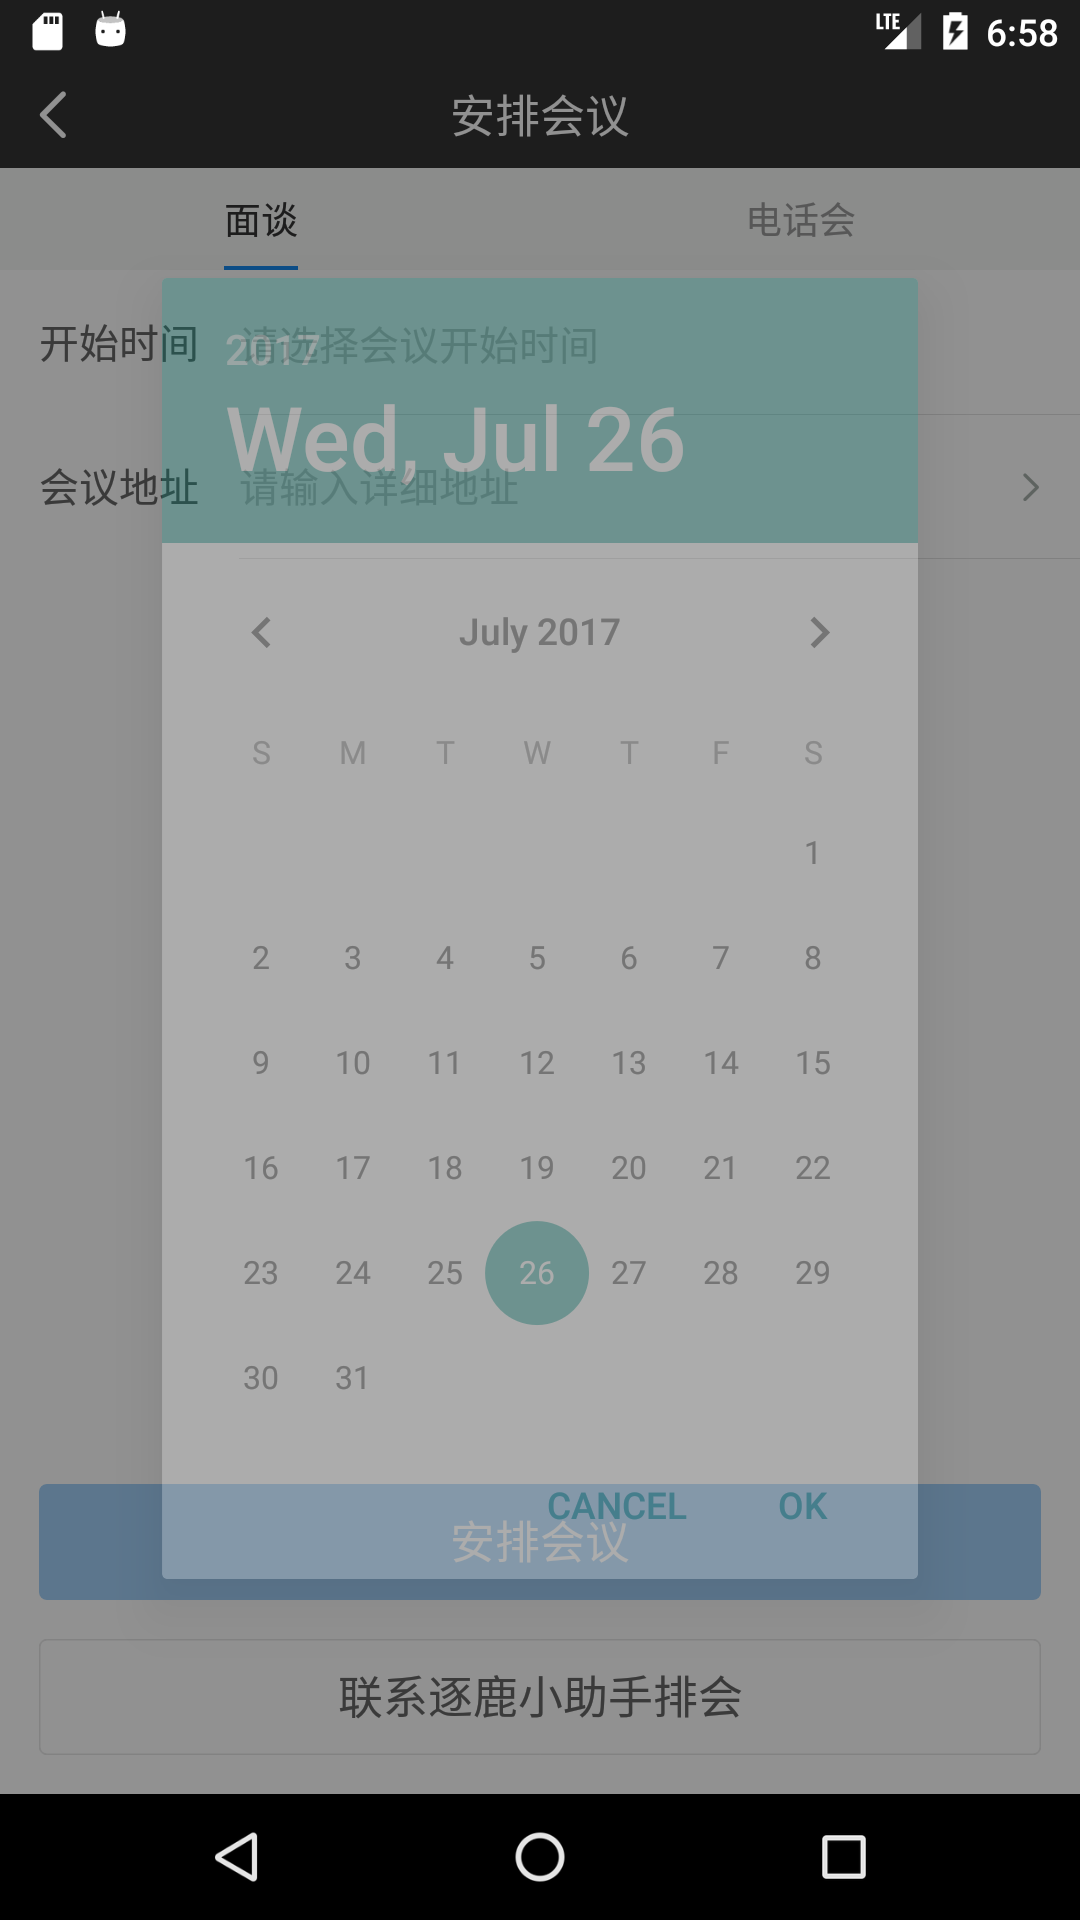 LTE 6:58
安排会议
面谈 电话会
开始时间 请选择会议开始时间
2017
Wed, Jul 26
会议地址 请输入详细地址
July 2017
S M T W T F S
1
2 3 4 5 6 7 8
9 10 11 12 13 14 15
16 17 18 19 20 21 22
23 24 25 26 27 28 29
30 31
CANCEL OK
安排会议
联系逐鹿小助手排会